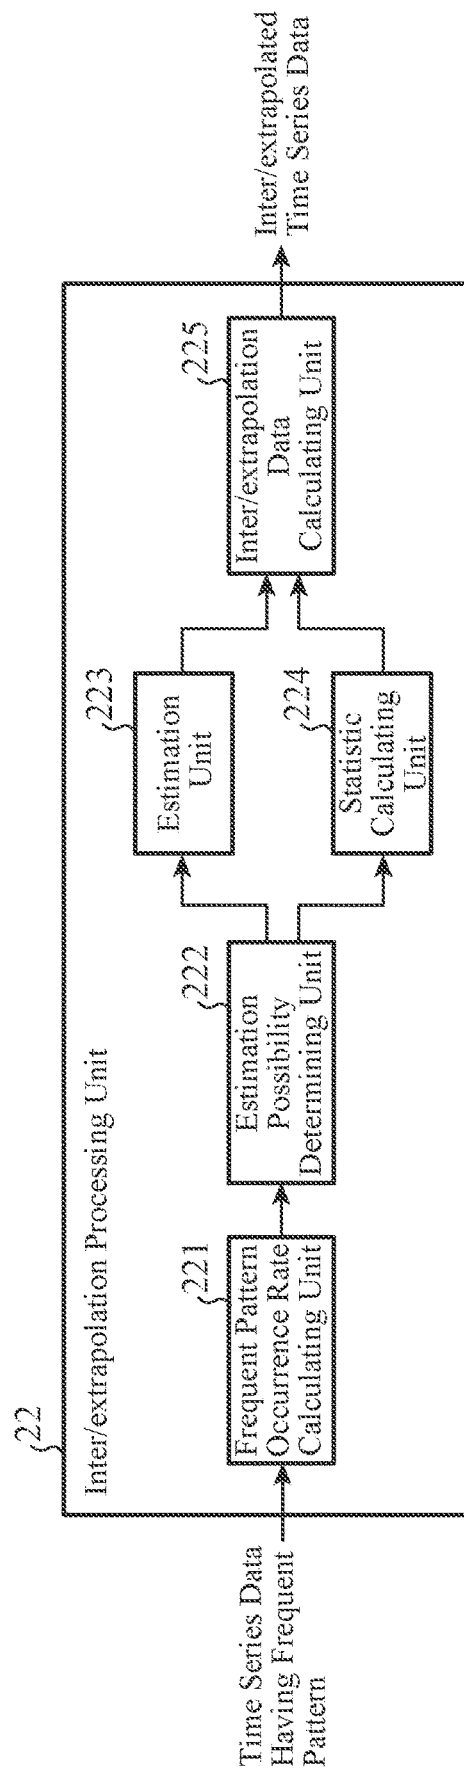 22
Inter/extrapolation Processing Unit
Time Series Data
Having Frequent
Pattern
221
Frequent Pattern
Occurrence Rate
Calculating Unit
222
Estimation
Possibility
Determining Unit
223
Estimation
Unit
224
Statistic
Calculating
Unit
225
Inter/extrapolation
Data
Calculating Unit
Inter/extrapolated
Time Series Data